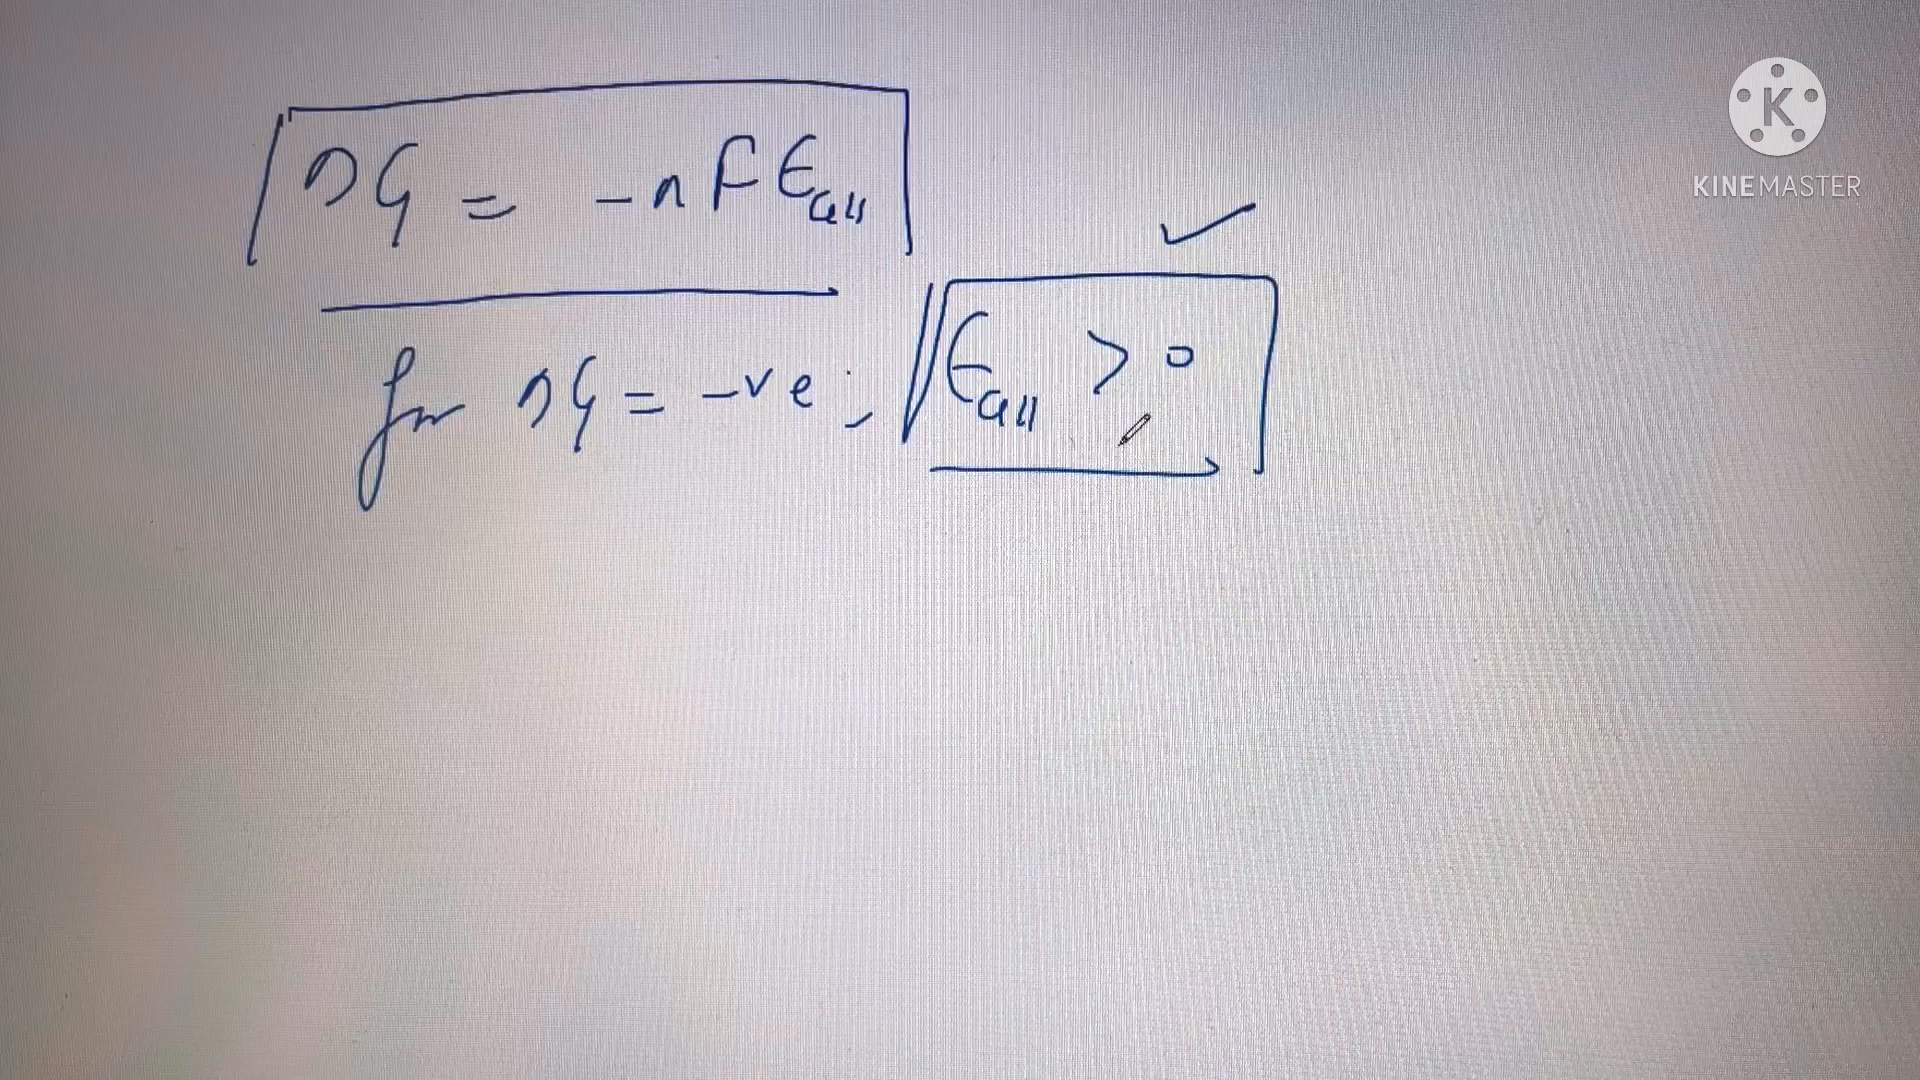 ΔG = -nFEcell
for ΔG = -ve, Ecell > 0
KINEMASTER